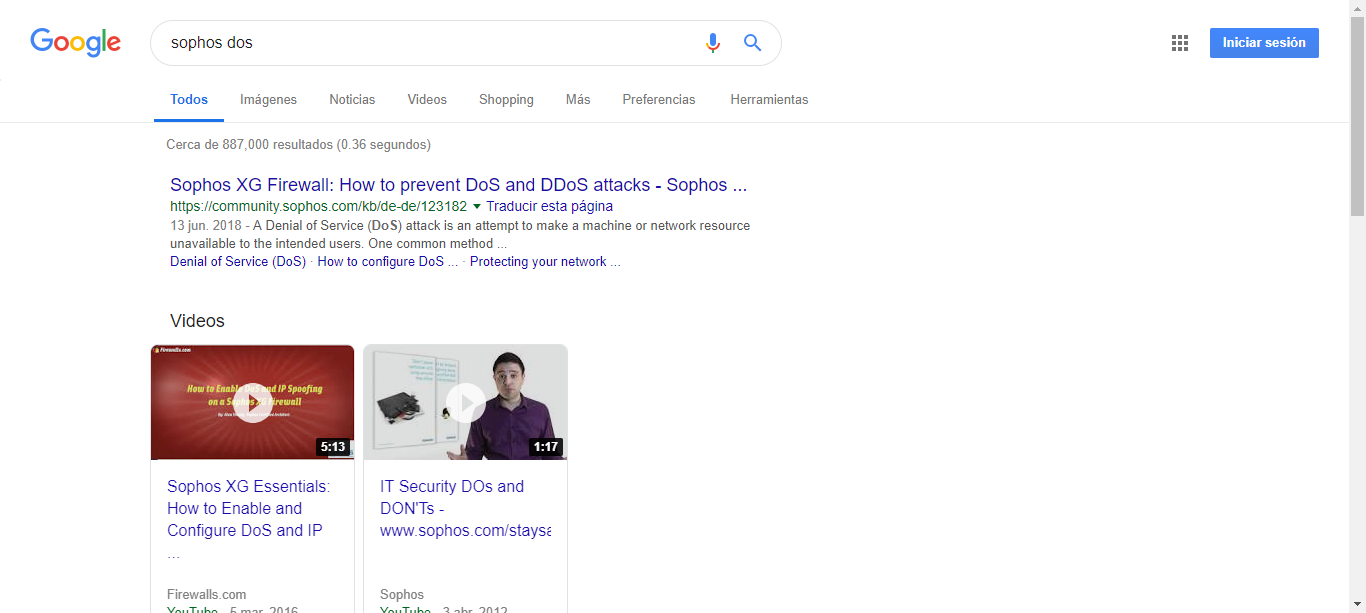 Google
sophos dos
Iniciar sesión
Todos Imágenes Noticias Videos Shopping Más Preferencias Herramientas
Cerca de 887,000 resultados (0.36 segundos)
Sophos XG Firewall: How to prevent DoS and DDoS attacks - Sophos ...
https://community.sophos.com/kb/de-de/123182 Traducir esta página
13 jun. 2018 - A Denial of Service (DoS) attack is an attempt to make a machine or network resource
unavailable to the intended users. One common method ...
Denial of Service (DoS) · How to configure DoS ... · Protecting your network ...
Videos
Firewalls.com
How to Enable DoS and IP Spoofing
on a Sophos XG Firewall
5:13
Sophos XG Essentials:
How to Enable and
Configure DoS and IP
...
Firewalls.com
YouTube - 5 mar. 2016
1:17
IT Security DOs and
DON'Ts -
www.sophos.com/staysa
Sophos
YouTube - 3 abr. 2012